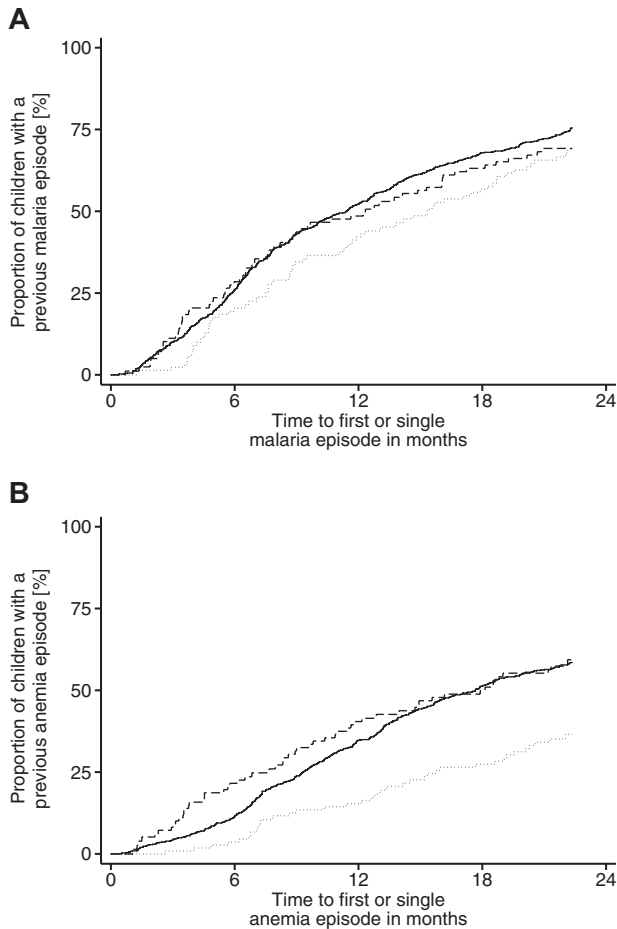 A
Proportion of children with a
previous malaria episode [%]
100
75
50
25
0
0 6 12 18 24
Time to first or single
malaria episode in months
B
Proportion of children with a
previous anemia episode [%]
100
75
50
25
0
0 6 12 18 24
Time to first or single
anemia episode in months